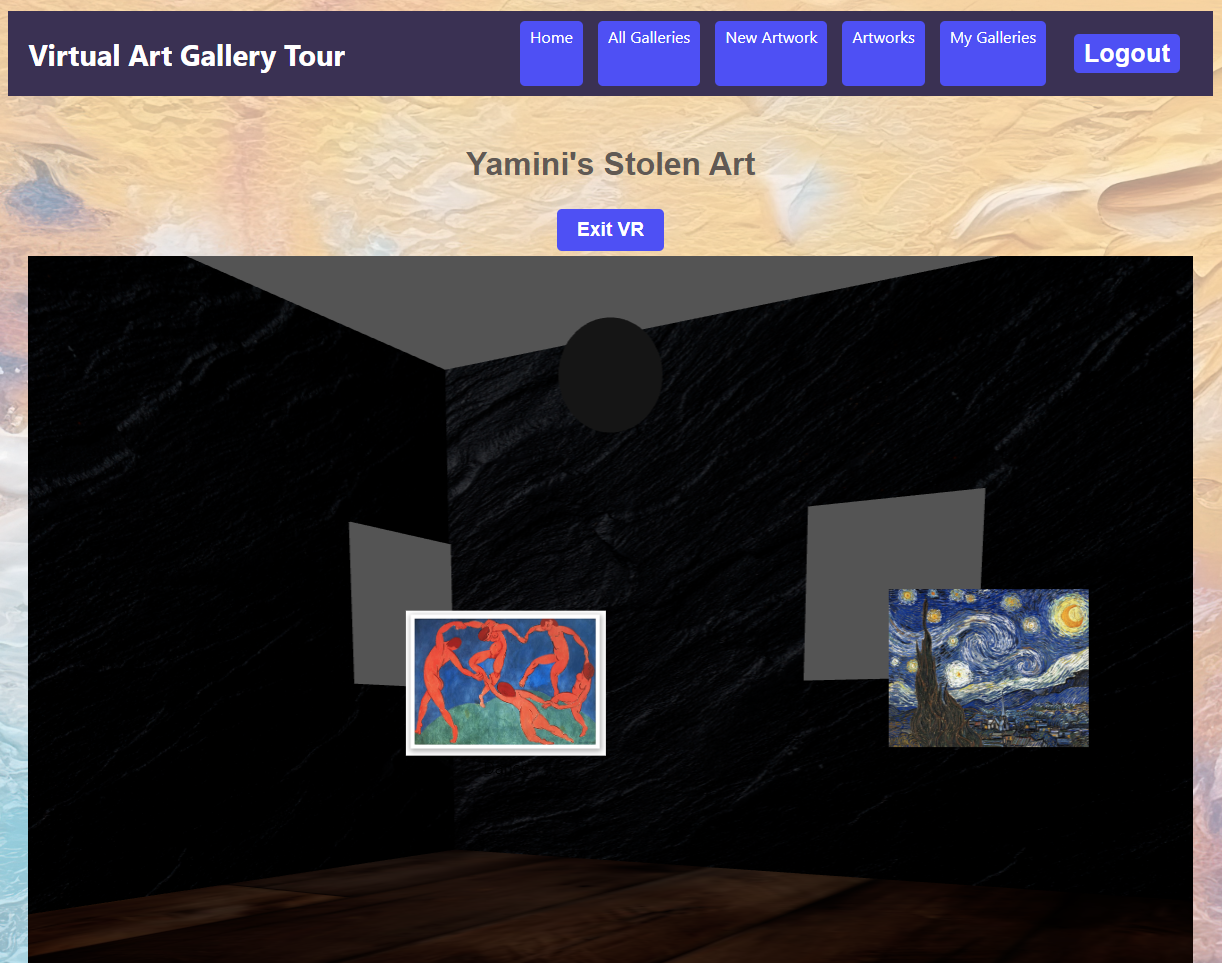 Virtual Art Gallery Tour
Home
All Galleries
New Artwork
Artworks
My Galleries
Logout
Yamini's Stolen Art
Exit VR